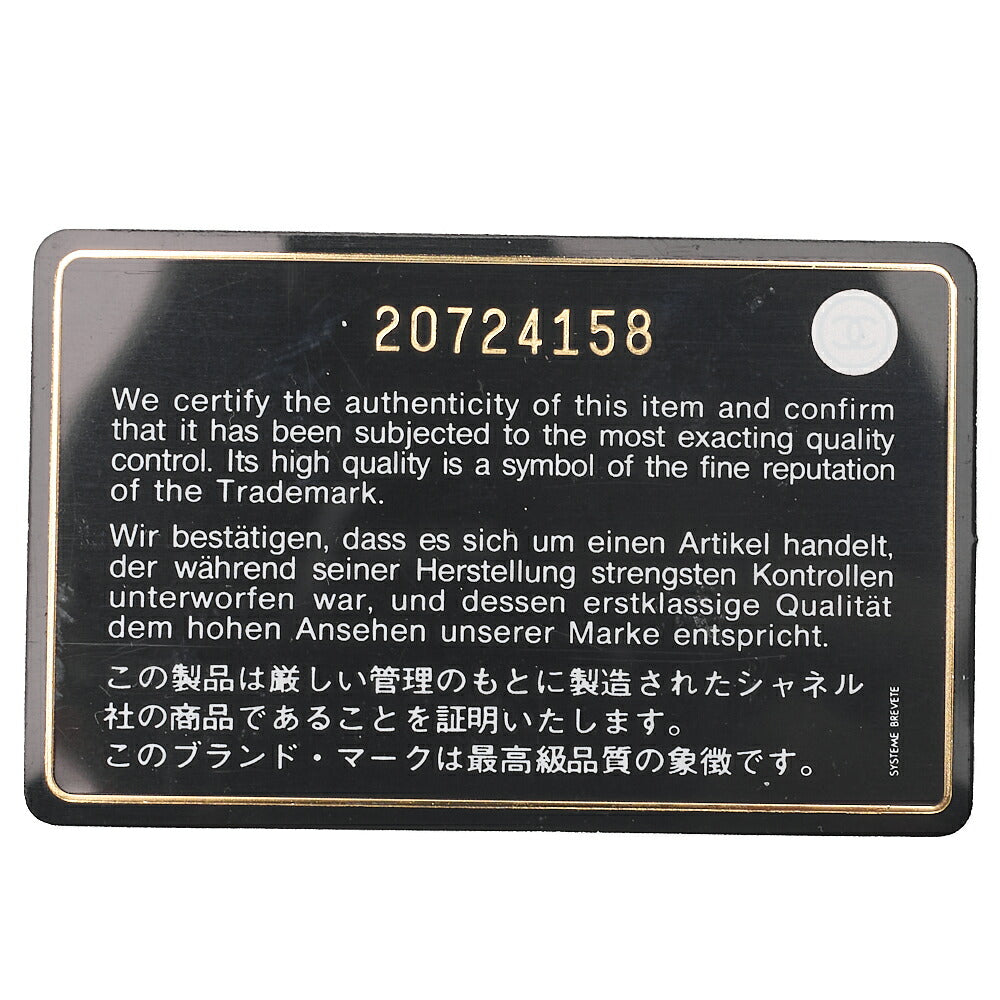 20724158
We certify the authenticity of this item and confirm
that it has been subjected to the most exacting quality
control. Its high quality is a symbol of the fine reputation
of the Trademark.
Wir bestätigen, dass es sich um einen Artikel handelt,
der während seiner Herstellung strengsten Kontrollen
unterworfen war, und dessen erstklassige Qualität
dem hohen Ansehen unserer Marke entspricht.
この製品は厳しい管理のもとに製造されたシャネル
社の商品であることを証明いたします。
このブランド・マークは最高級品質の象徴です。
SYSTEME BREVETE